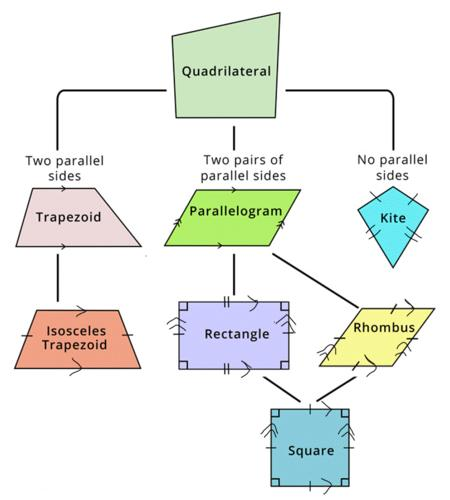 Quadrilateral
Two parallel
sides
Two pairs of
parallel sides
No parallel
sides
Trapezoid
Parallelogram
Kite
Isosceles
Trapezoid
Rectangle
Rhombus
Square